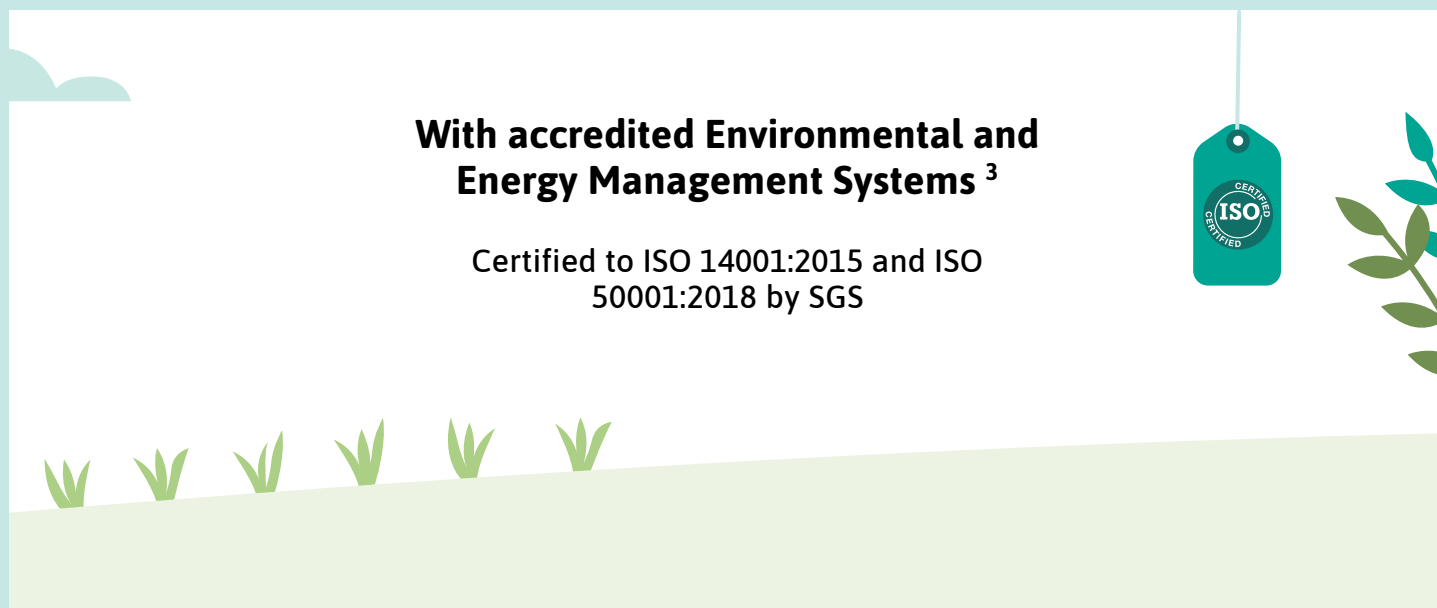 With accredited Environmental and
Energy Management Systems ³
Certified to ISO 14001:2015 and ISO
50001:2018 by SGS
CERTIFIED
ISO
CERTIFIED